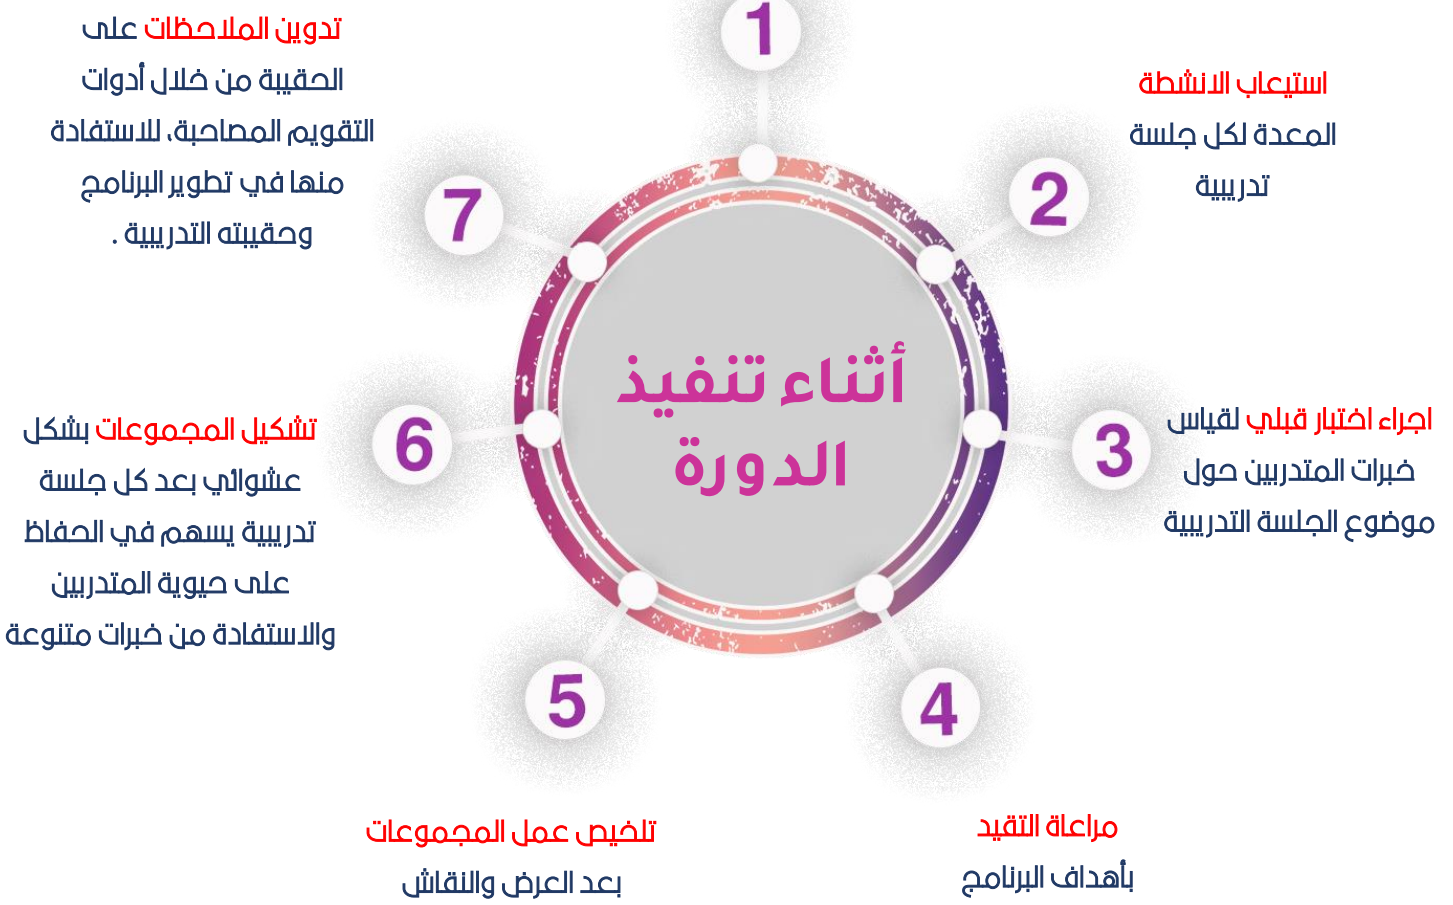 أثناء تنفيذ
الدورة
1
2
استيعاب الانشطة
المعدة لكل جلسة
تدريبية
3
اجراء اختبار قبلي لقياس
خبرات المتدربين حول
موضوع الجلسة التدريبية
4
مراعاة التقيد
بأهداف البرنامج
5
تلخيص عمل المجموعات
بعد العرض والنقاش
6
تشكيل المجموعات بشكل
عشوائي بعد كل جلسة
تدريبية يسهم في الحفاظ
على حيوية المتدربين
والاستفادة من خبرات متنوعة
7
تدوين الملاحظات على
الحقيبة من خلال أدوات
التقويم المصاحبة، للاستفادة
منها في تطوير البرنامج
وحقيبته التدريبية .